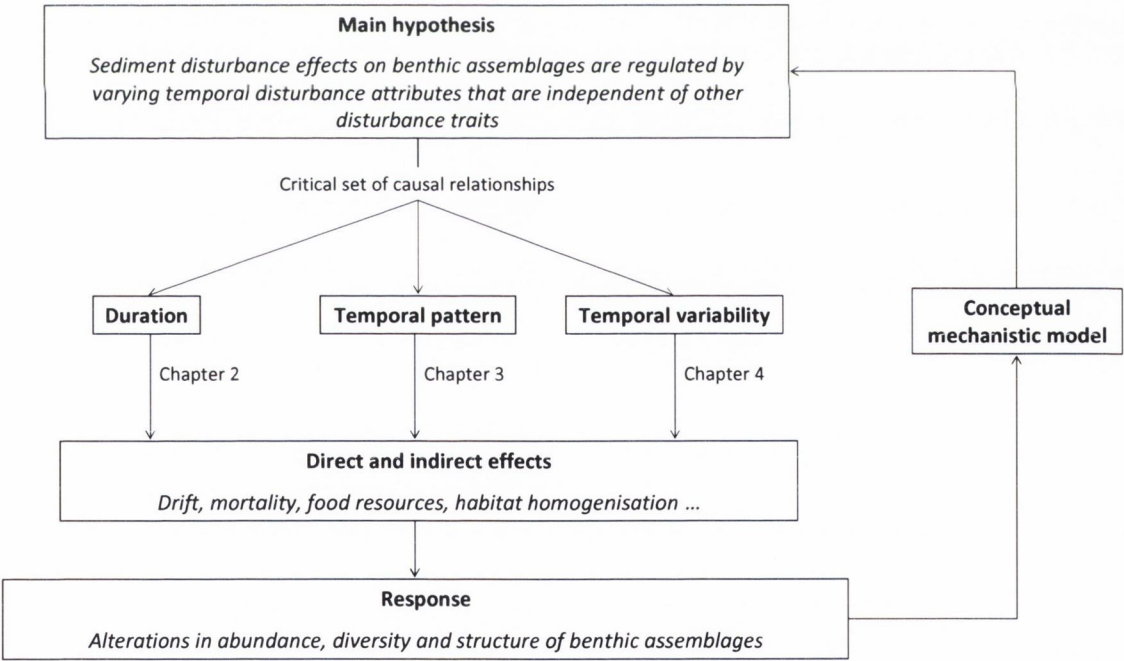 Main hypothesis
Sediment disturbance effects on benthic assemblages are regulated by
varying temporal disturbance attributes that are independent of other
disturbance traits
Critical set of causal relationships
Duration
Temporal pattern
Temporal variability
Conceptual
mechanistic model
Chapter 2
Chapter 3
Chapter 4
Direct and indirect effects
Drift, mortality, food resources, habitat homogenisation ...
Response
Alterations in abundance, diversity and structure of benthic assemblages